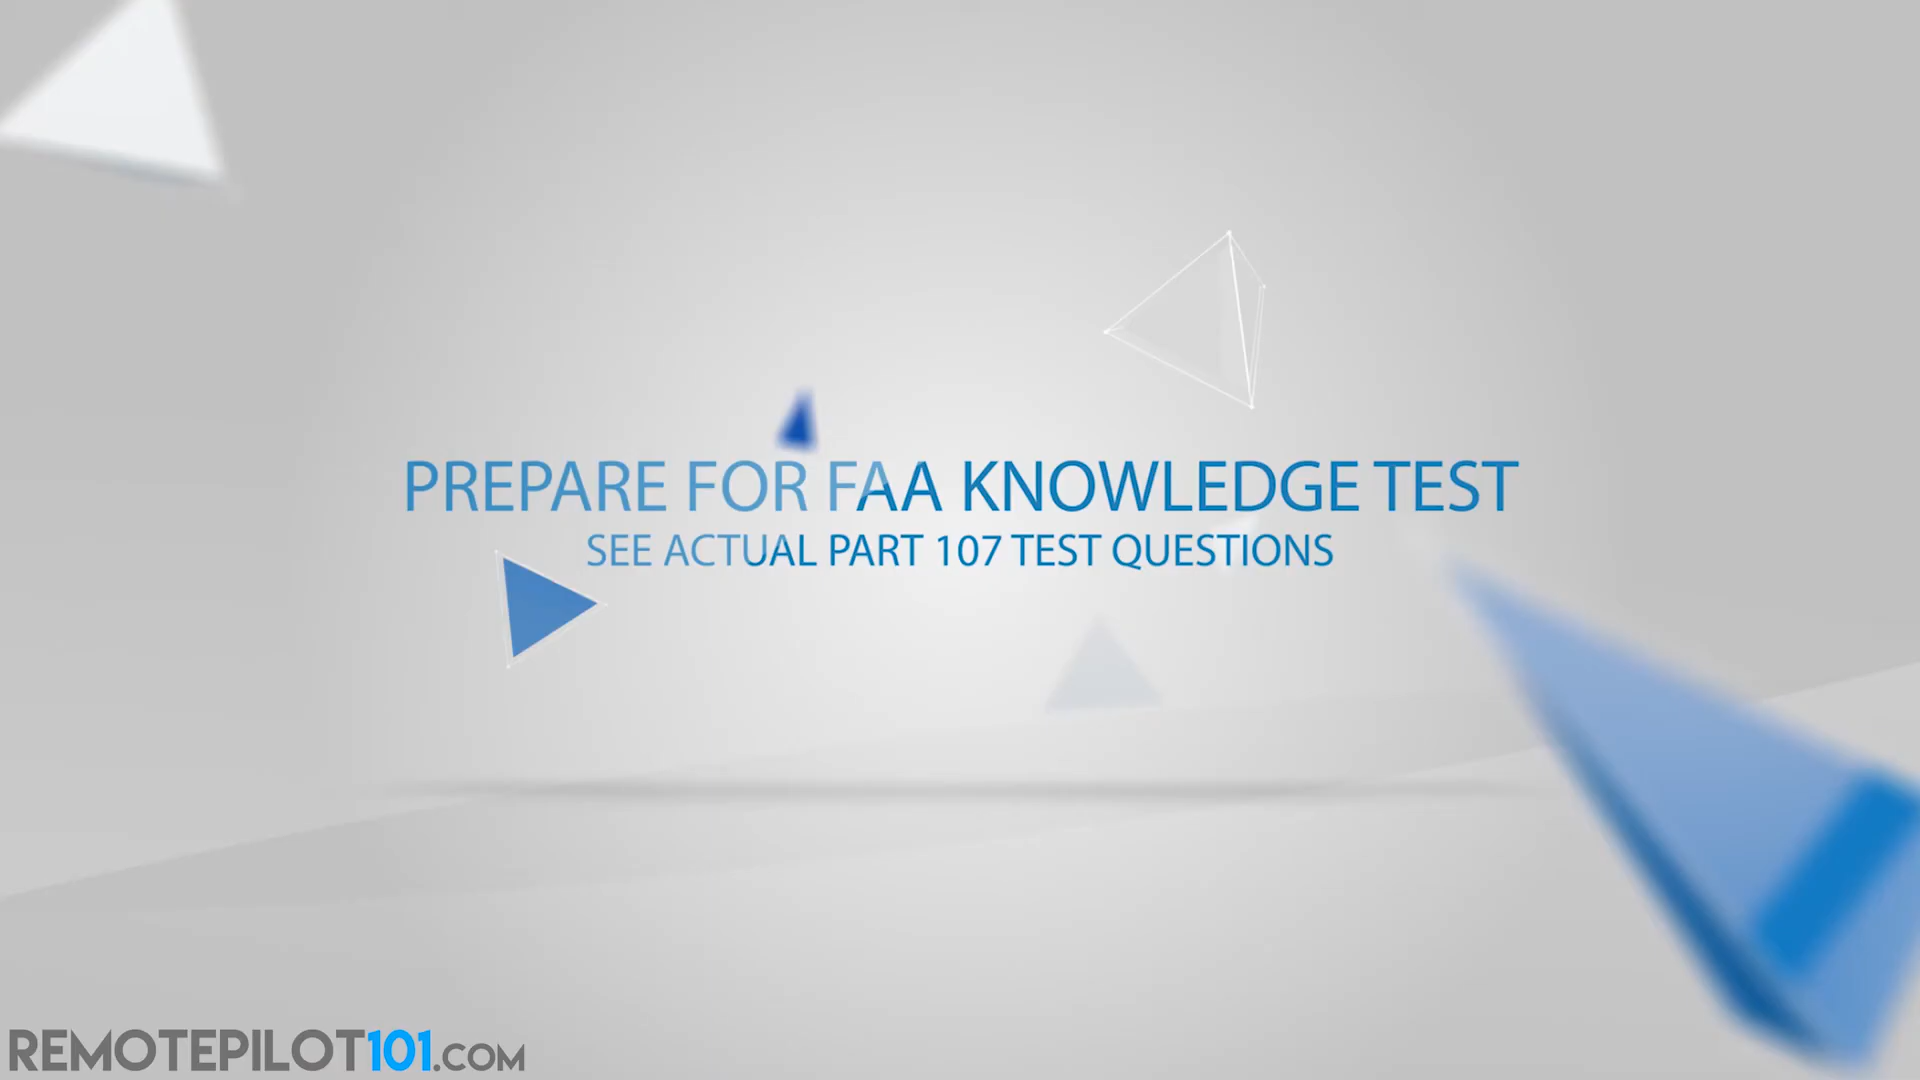 PREPARE FOR FAA KNOWLEDGE TEST
SEE ACTUAL PART 107 TEST QUESTIONS
REMOTEPILOT101.COM